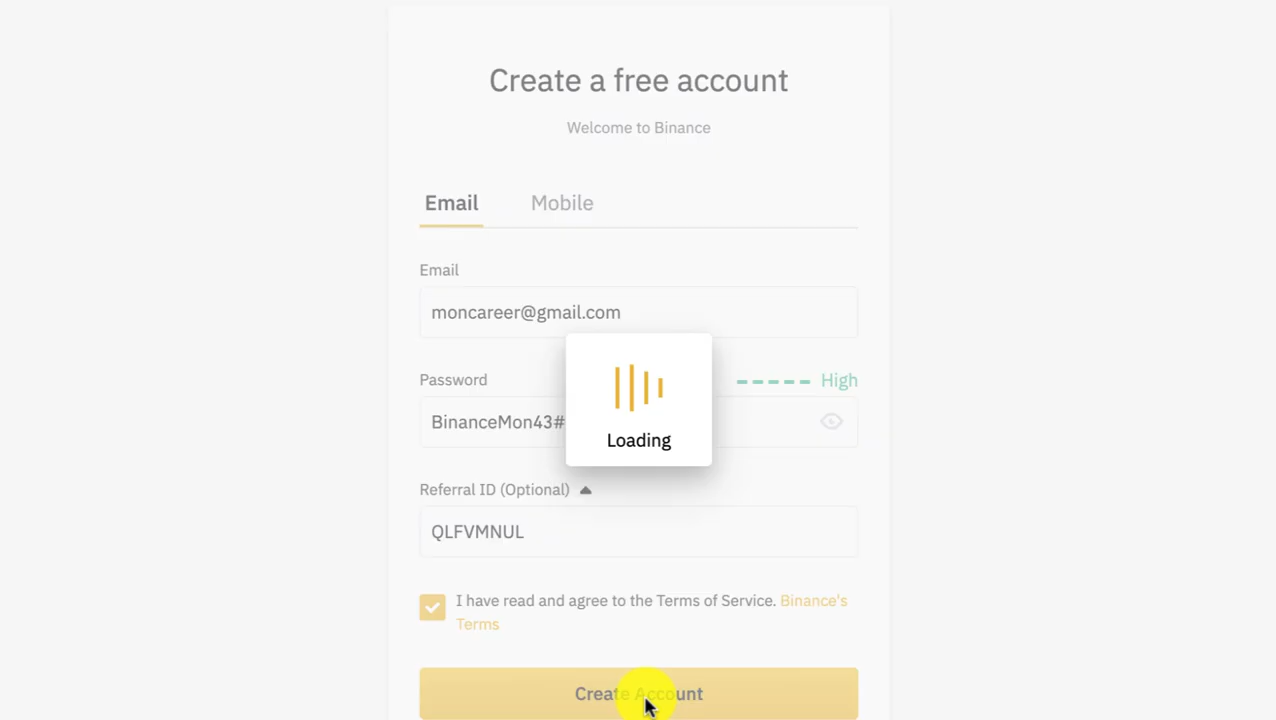 Create a free account
Welcome to Binance
Email Mobile
Email
moncareer@gmail.com
Password High
BinanceMon43#
Loading
Referral ID (Optional)
QLFVMNUL
I have read and agree to the Terms of Service. Binance's
Terms
Create Account